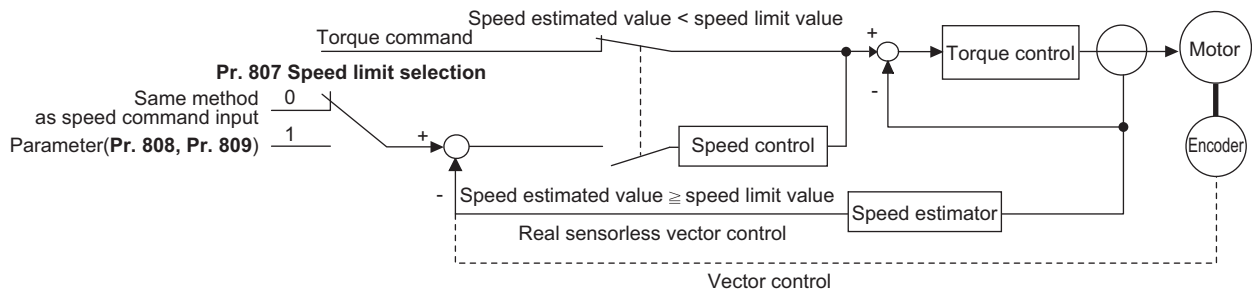 Speed estimated value < speed limit value
Torque command
+
Torque control
Motor
-
Pr. 807 Speed limit selection
Same method
as speed command input
0
Parameter(Pr. 808, Pr. 809)
1
+
Speed control
Encoder
-
Speed estimated value ≧ speed limit value
Speed estimator
Real sensorless vector control
Vector control